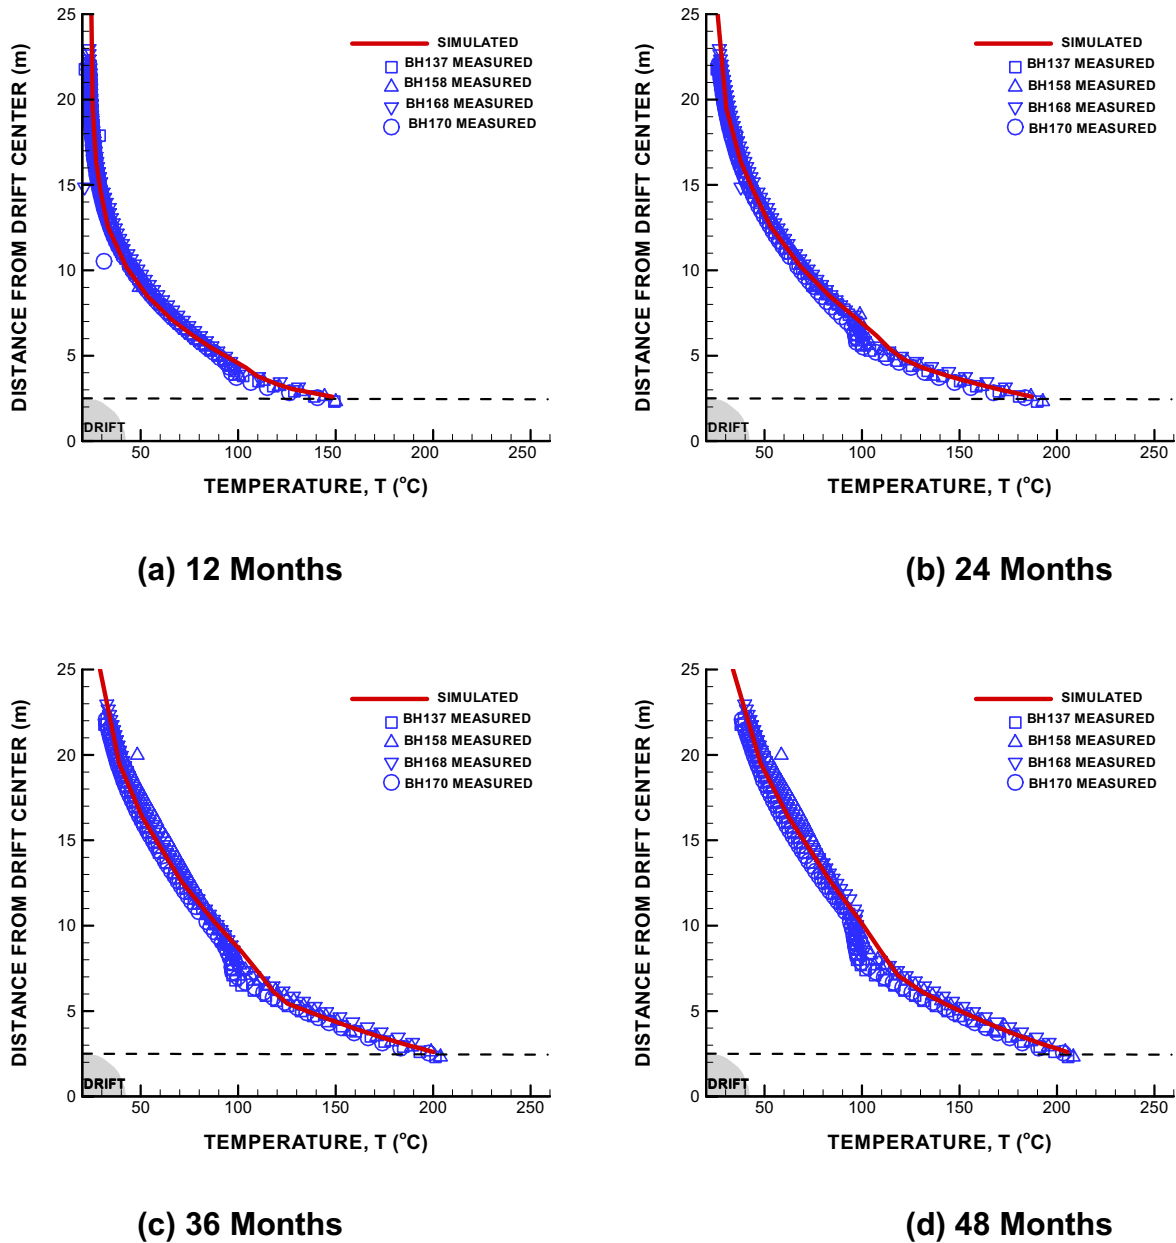 25
20
15
10
5
0
DISTANCE FROM DRIFT CENTER (m)
SIMULATED
BH137 MEASURED
BH158 MEASURED
BH168 MEASURED
BH170 MEASURED
DRIFT
50 100 150 200 250
TEMPERATURE, T (°C)
(a) 12 Months
25
20
15
10
5
0
DISTANCE FROM DRIFT CENTER (m)
SIMULATED
BH137 MEASURED
BH158 MEASURED
BH168 MEASURED
BH170 MEASURED
DRIFT
50 100 150 200 250
TEMPERATURE, T (°C)
(b) 24 Months
25
20
15
10
5
0
DISTANCE FROM DRIFT CENTER (m)
SIMULATED
BH137 MEASURED
BH158 MEASURED
BH168 MEASURED
BH170 MEASURED
DRIFT
50 100 150 200 250
TEMPERATURE, T (°C)
(c) 36 Months
25
20
15
10
5
0
DISTANCE FROM DRIFT CENTER (m)
SIMULATED
BH137 MEASURED
BH158 MEASURED
BH168 MEASURED
BH170 MEASURED
DRIFT
50 100 150 200 250
TEMPERATURE, T (°C)
(d) 48 Months